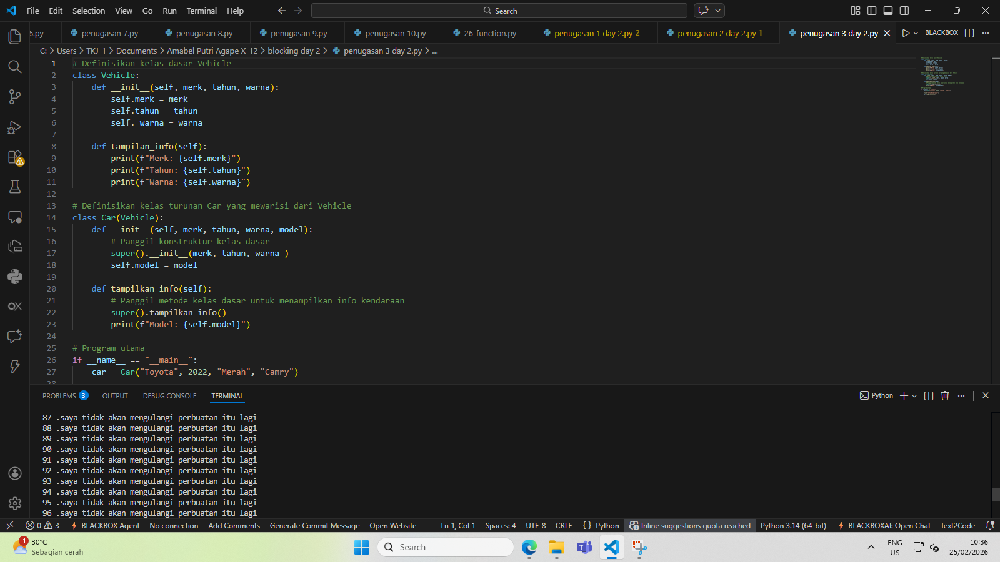 File Edit Selection View Go Run Terminal Help Search
6.py penugasan 7.py penugasan 8.py penugasan 9.py penugasan 10.py 26_function.py penugasan 1 day 2.py 2 penugasan 2 day 2.py 1 penugasan 3 day 2.py BLACKBOX
C: > Users > TKJ-1 > Documents > Amabel Putri Agape X-12 > blocking day 2 > penugasan 3 day 2.py > ...
1 # Definisikan kelas dasar Vehicle
2 class Vehicle:
3 def __init__(self, merk, tahun, warna):
4 self.merk = merk
5 self.tahun = tahun
6 self. warna = warna
7
8 def tampilan_info(self):
9 print(f"Merk: {self.merk}")
10 print(f"Tahun: {self.tahun}")
11 print(f"Warna: {self.warna}")
12
13 # Definisikan kelas turunan Car yang mewarisi dari Vehicle
14 class Car(Vehicle):
15 def __init__(self, merk, tahun, warna, model):
16 # Panggil konstruktur kelas dasar
17 super().__init__(merk, tahun, warna )
18 self.model = model
19
20 def tampilkan_info(self):
21 # Panggil metode kelas dasar untuk menampilkan info kendaraan
22 super().tampilkan_info()
23 print(f"Model: {self.model}")
24
25 # Program utama
26 if __name__ == "__main__":
27 car = Car("Toyota", 2022, "Merah", "Camry")
28
PROBLEMS 3 OUTPUT DEBUG CONSOLE TERMINAL Python
87 .saya tidak akan mengulangi perbuatan itu lagi
88 .saya tidak akan mengulangi perbuatan itu lagi
89 .saya tidak akan mengulangi perbuatan itu lagi
90 .saya tidak akan mengulangi perbuatan itu lagi
91 .saya tidak akan mengulangi perbuatan itu lagi
92 .saya tidak akan mengulangi perbuatan itu lagi
93 .saya tidak akan mengulangi perbuatan itu lagi
94 .saya tidak akan mengulangi perbuatan itu lagi
95 .saya tidak akan mengulangi perbuatan itu lagi
96 .saya tidak akan mengulangi perbuatan itu lagi
0 3 BLACKBOX Agent No connection Add Comments Generate Commit Message Open Website Ln 1, Col 1 Spaces: 4 UTF-8 CRLF { } Python Inline suggestions quota reached Python 3.14 (64-bit) BLACKBOXAI: Open Chat Text2Code
1 30°C Search ENG 10:36
Sebagian cerah US 25/02/2026